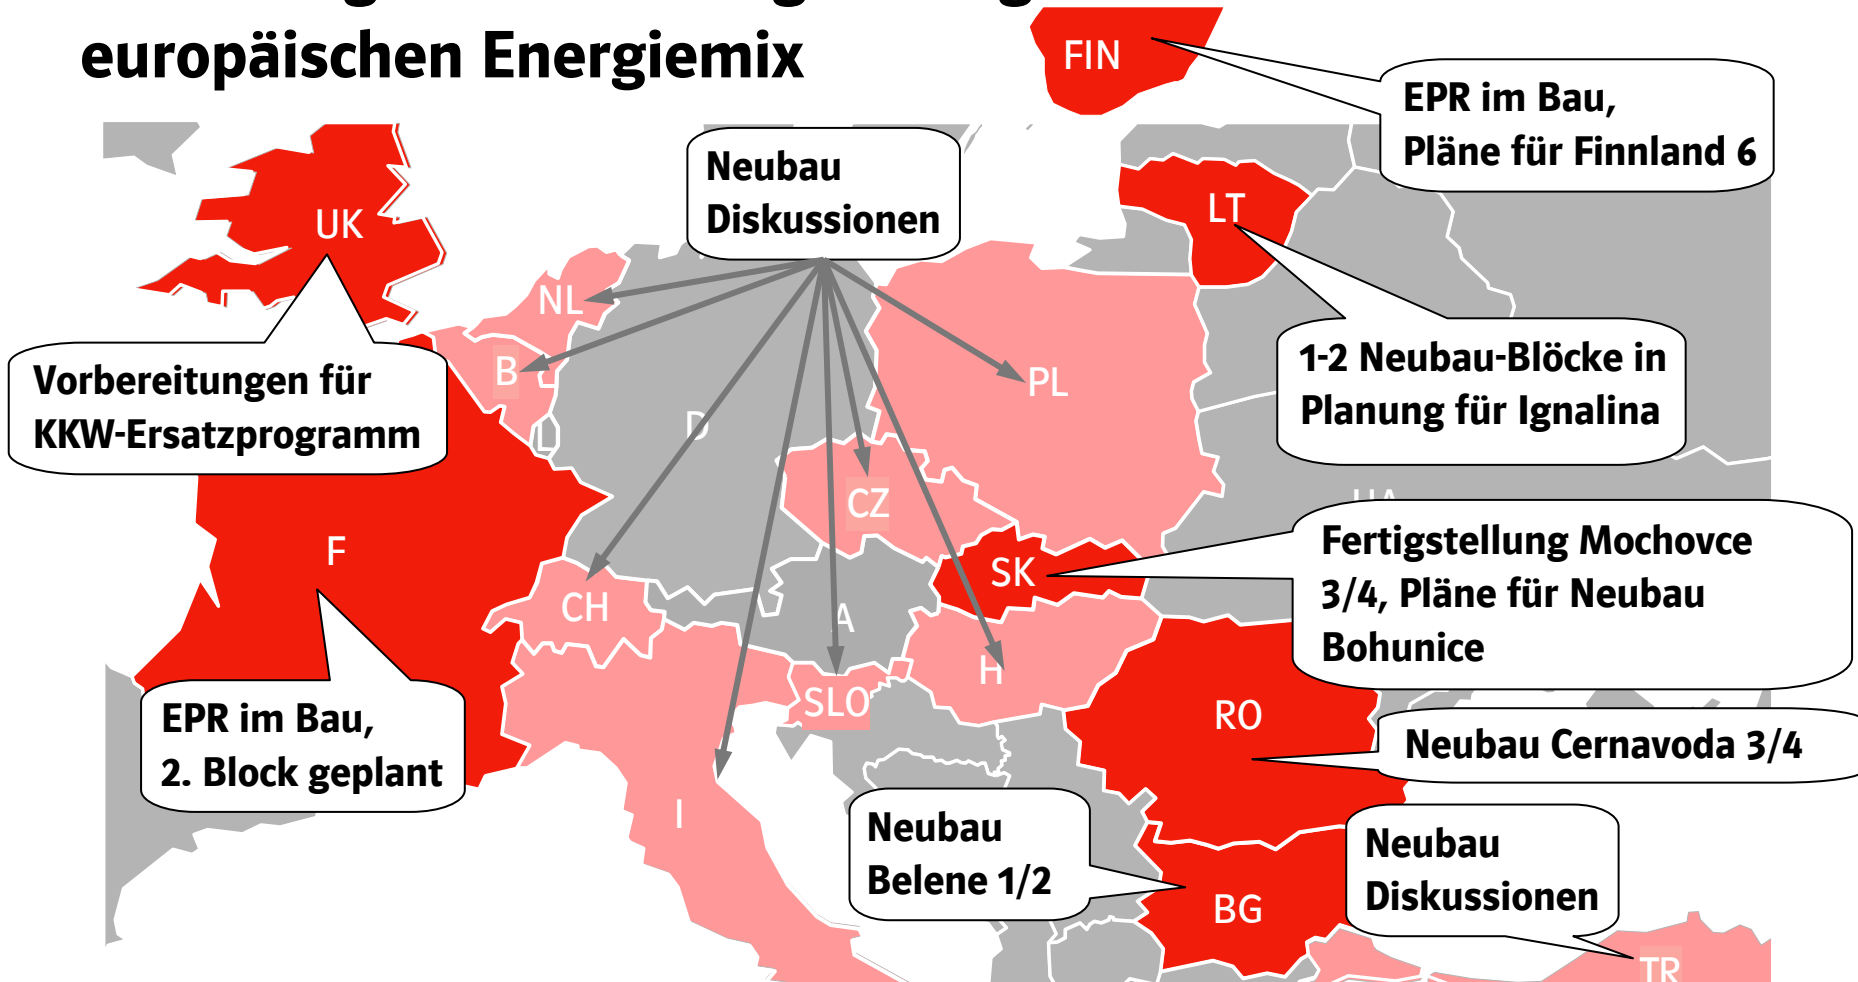 europäischen Energiemix
FIN
EPR im Bau,
Pläne für Finnland 6
Neubau
Diskussionen
UK
LT
NL
B
PL
D
L
Vorbereitungen für
KKW-Ersatzprogramm
1-2 Neubau-Blöcke in
Planung für Ignalina
CZ
UA
F
SK
Fertigstellung Mochovce
3/4, Pläne für Neubau
Bohunice
CH
A
H
SLO
RO
EPR im Bau,
2. Block geplant
Neubau Cernavoda 3/4
I
Neubau
Belene 1/2
Neubau
Diskussionen
BG
TR